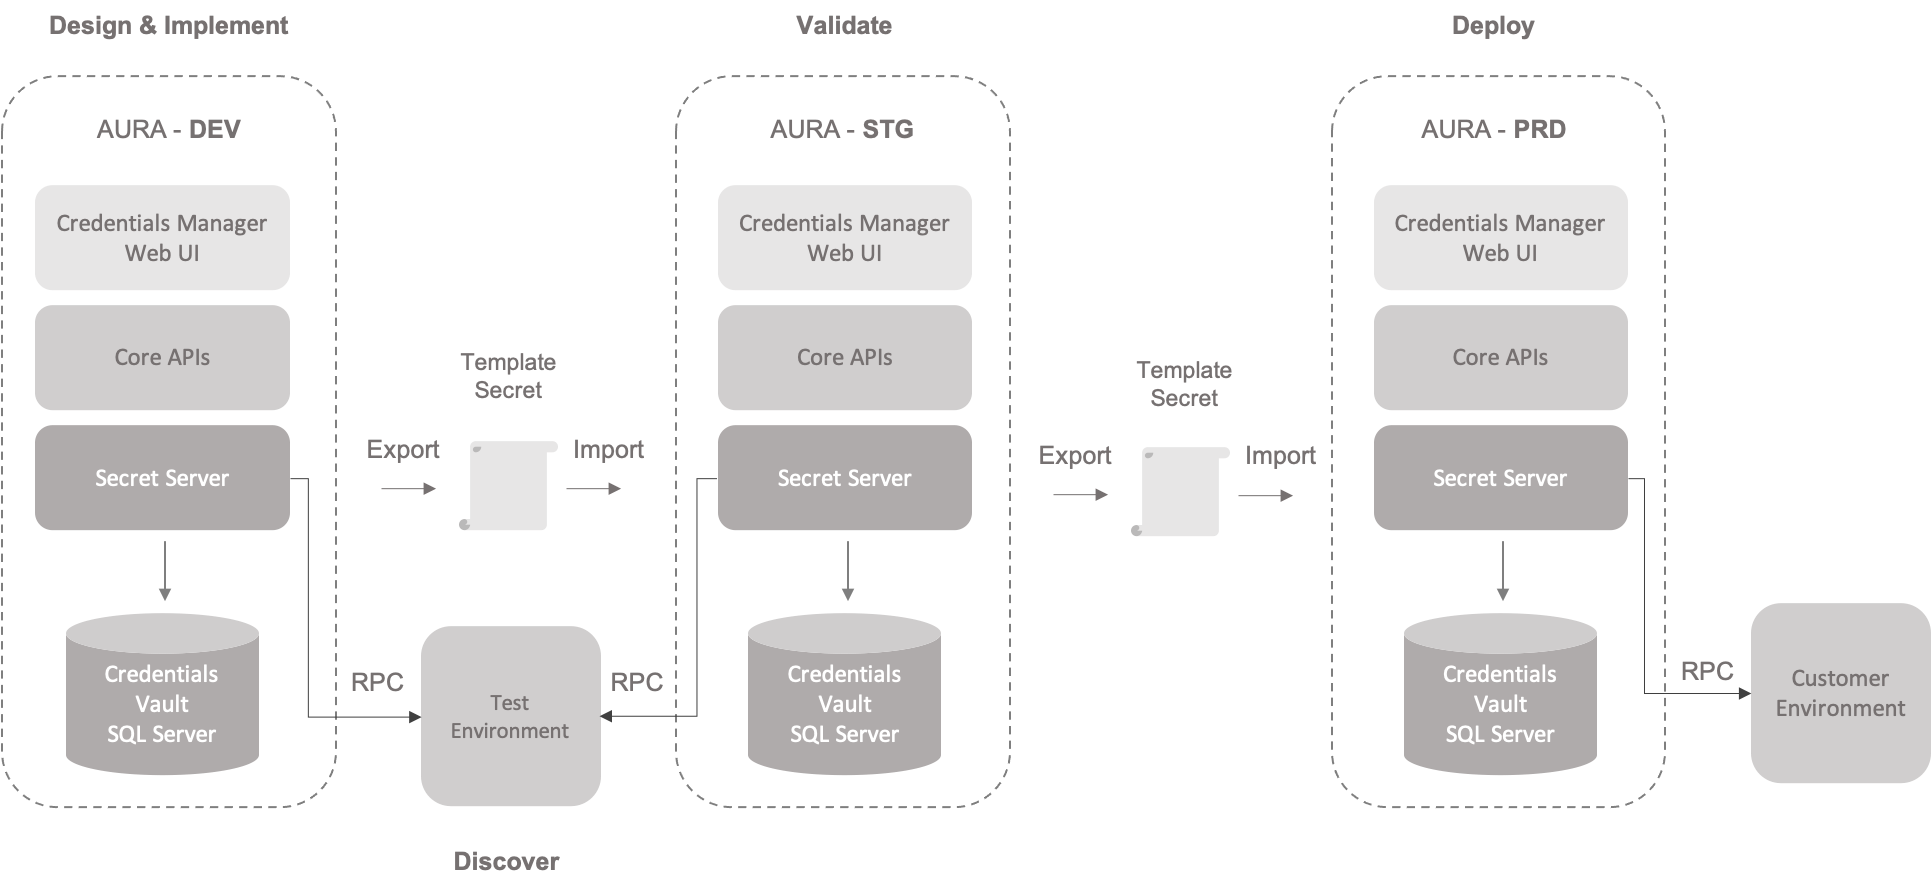 Design & Implement
Validate
Deploy
AURA - DEV
Credentials Manager
Web UI
Core APIs
Secret Server
Credentials
Vault
SQL Server
Template
Secret
Export
Import
RPC
Test
Environment
RPC
Discover
AURA - STG
Credentials Manager
Web UI
Core APIs
Secret Server
Credentials
Vault
SQL Server
Template
Secret
Export
Import
AURA - PRD
Credentials Manager
Web UI
Core APIs
Secret Server
Credentials
Vault
SQL Server
RPC
Customer
Environment